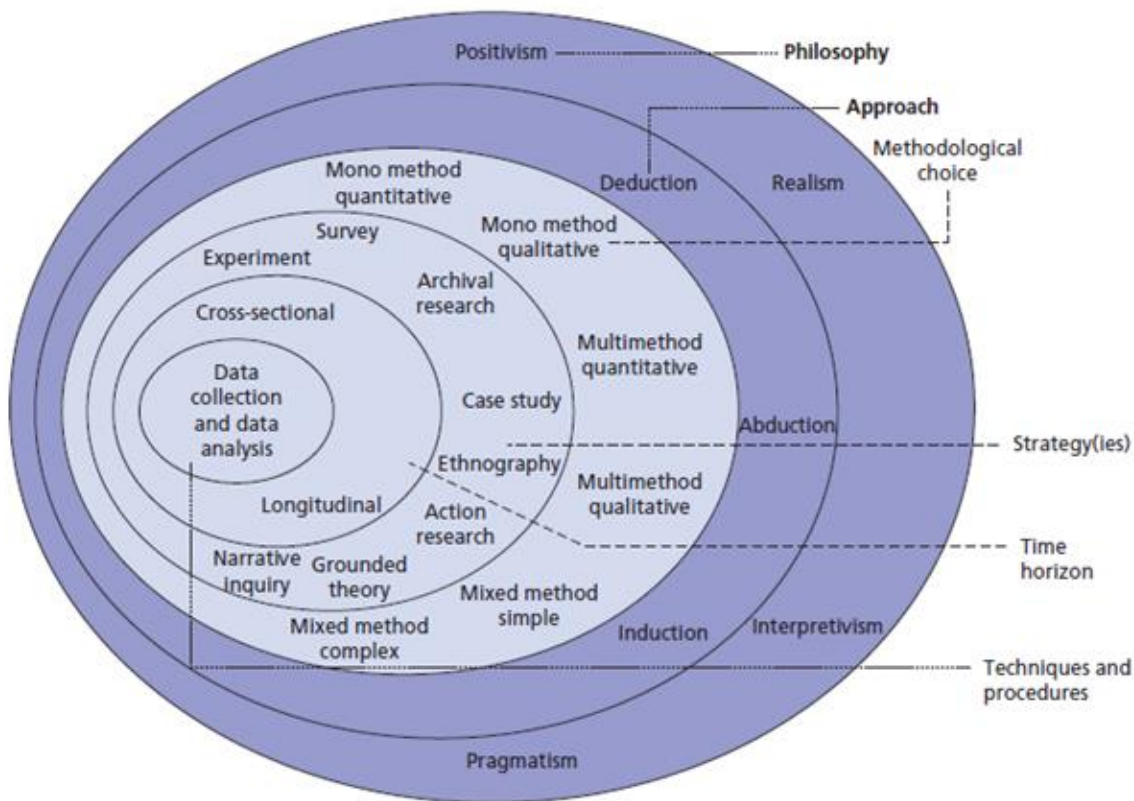 Positivism
Philosophy
Approach
Methodological
choice
Mono method
quantitative
Deduction
Realism
Mono method
qualitative
Survey
Experiment
Archival
research
Cross-sectional
Multimethod
quantitative
Data
collection
and data
analysis
Case study
Abduction
Strategy(ies)
Ethnography
Multimethod
qualitative
Longitudinal
Action
research
Time
horizon
Narrative
inquiry
Grounded
theory
Mixed method
simple
Mixed method
complex
Induction
Interpretivism
Techniques and
procedures
Pragmatism